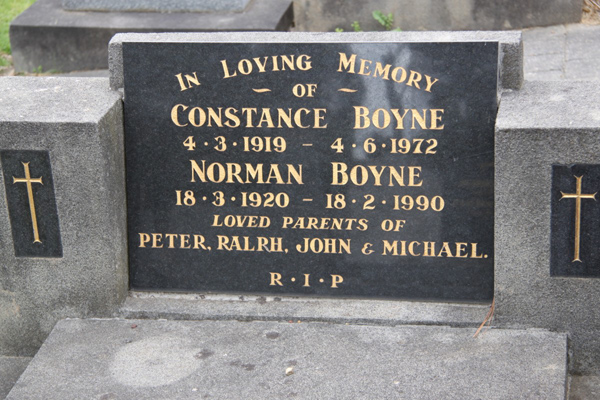 IN LOVING MEMORY
~ OF ~
CONSTANCE BOYNE
4·3·1919 – 4·6·1972
NORMAN BOYNE
18·3·1920 – 18·2·1990
LOVED PARENTS OF
PETER, RALRH, JOHN & MICHAEL.
R·I·P